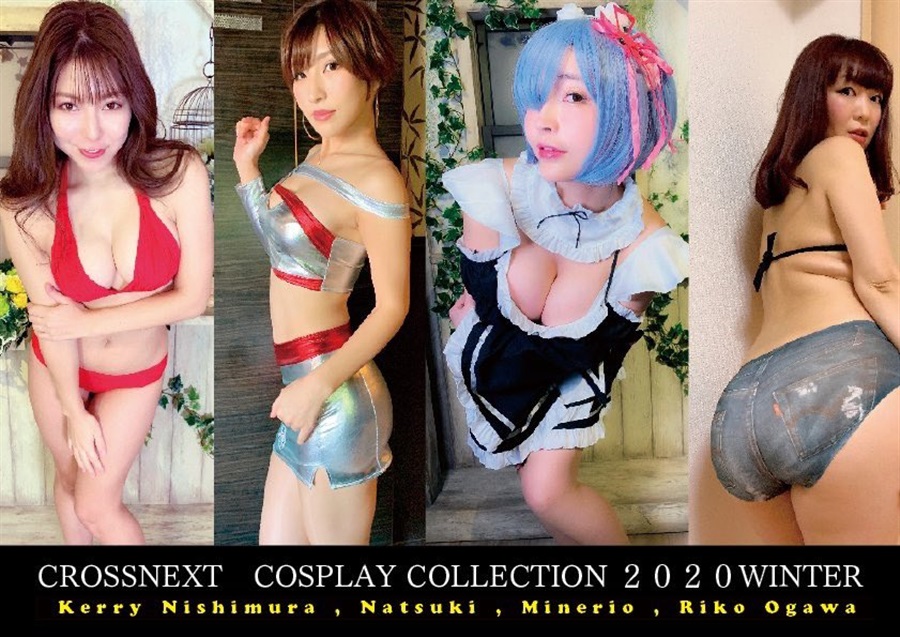 CROSSNEXT COSPLAY COLLECTION 2020WINTER
Kerry Nishimura , Natsuki , Minerio , Riko Ogawa